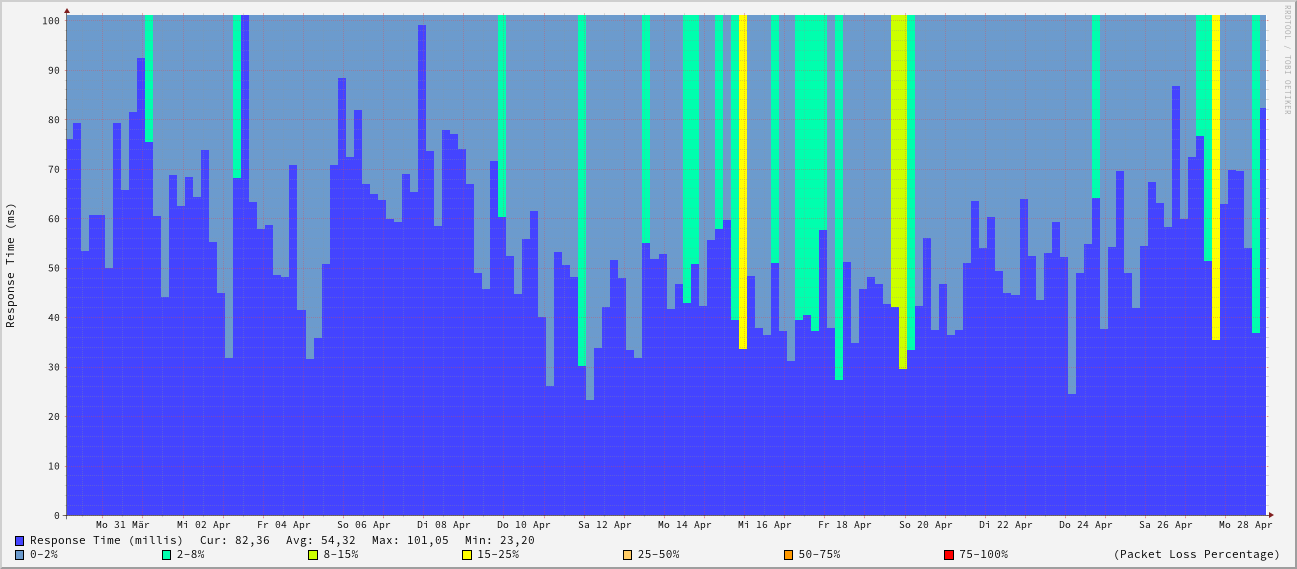 RRDTOOL / TOBI OETIKER
Response Time (ms)
100
90
80
70
60
50
40
30
20
10
0
Mo 31 Mär Mi 02 Apr Fr 04 Apr So 06 Apr Di 08 Apr Do 10 Apr Sa 12 Apr Mo 14 Apr Mi 16 Apr Fr 18 Apr So 20 Apr Di 22 Apr Do 24 Apr Sa 26 Apr Mo 28 Apr
Response Time (millis) Cur: 82,36 Avg: 54,32 Max: 101,05 Min: 23,20
0-2% 2-8% 8-15% 15-25% 25-50% 50-75% 75-100% (Packet Loss Percentage)